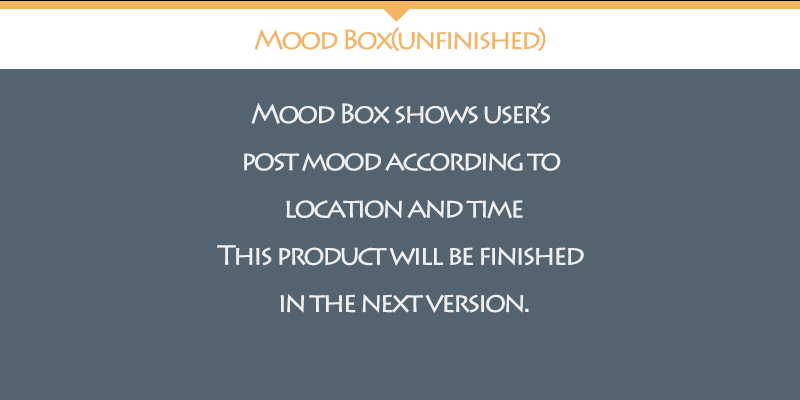 Mood Box(unfinished)
Mood Box shows user's
post mood according to
location and time
This product will be finished
in the next version.